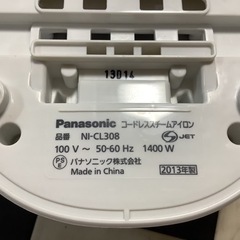 13014
Panasonic コードレススチームアイロン
品番 NI-CL308
100 V ~ 50-60 Hz 1400 W
PS E パナソニック株式会社
JET
Made in China
2013年製